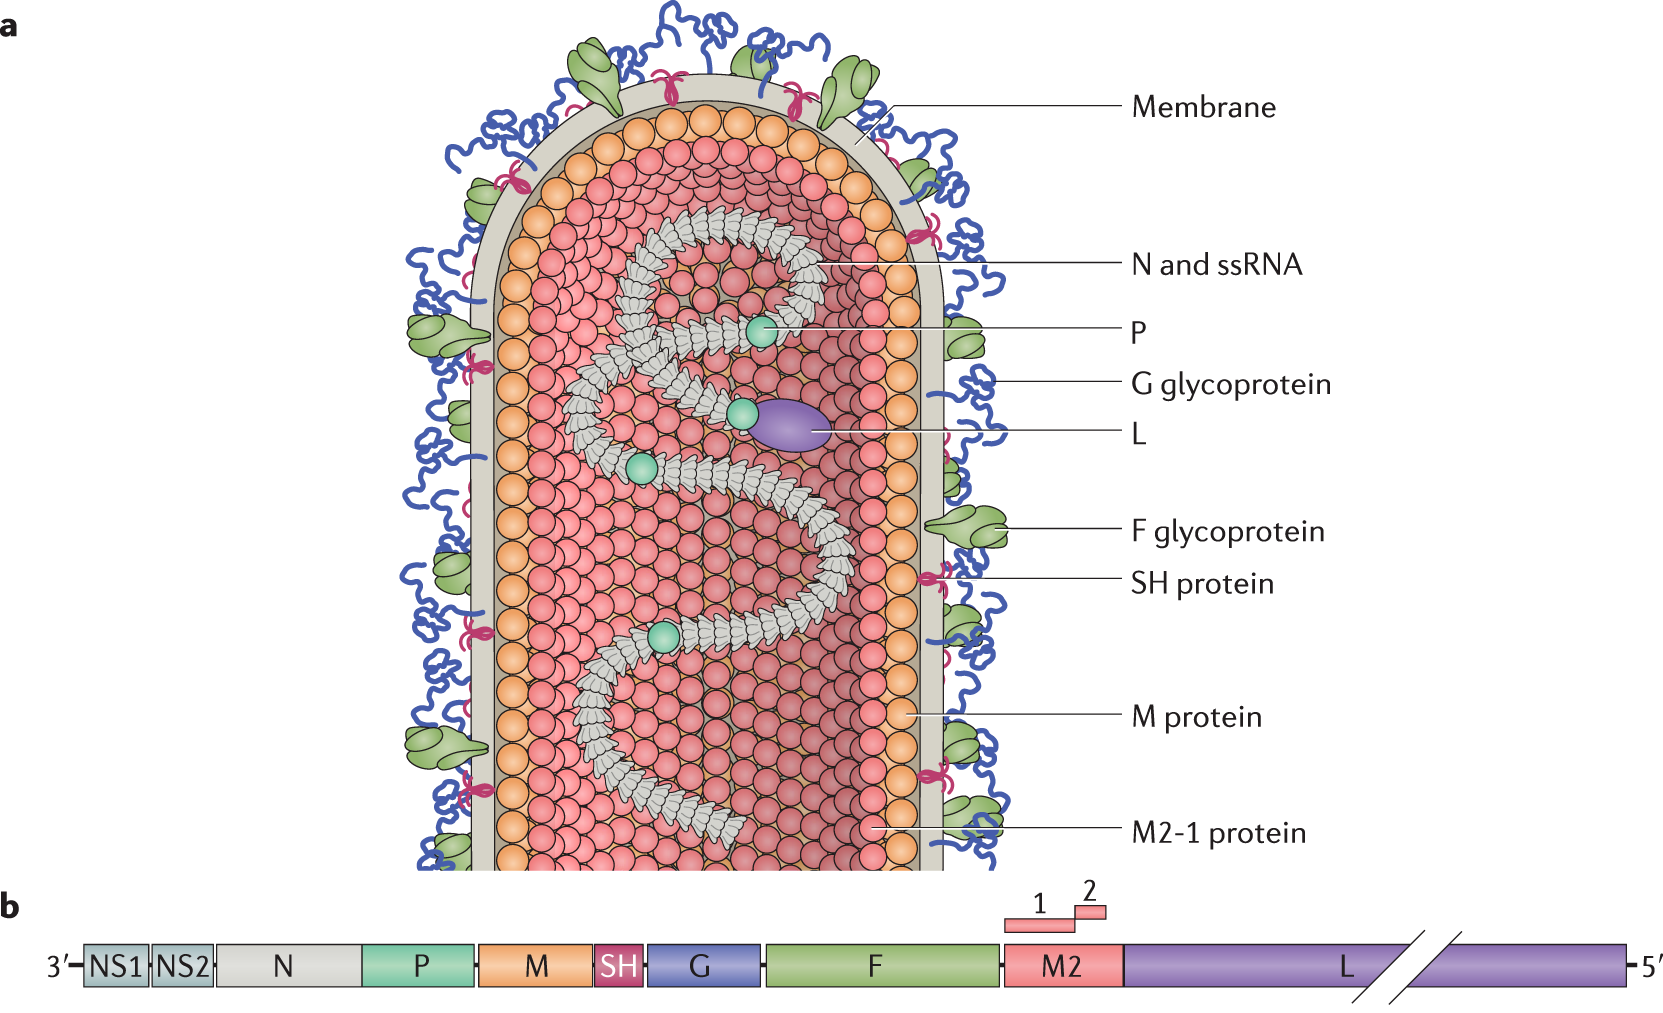 a
Membrane
N and ssRNA
P
G glycoprotein
L
F glycoprotein
SH protein
M protein
M2-1 protein
b
1 2
3′ NS1 NS2 N P M SH G F M2 L 5′